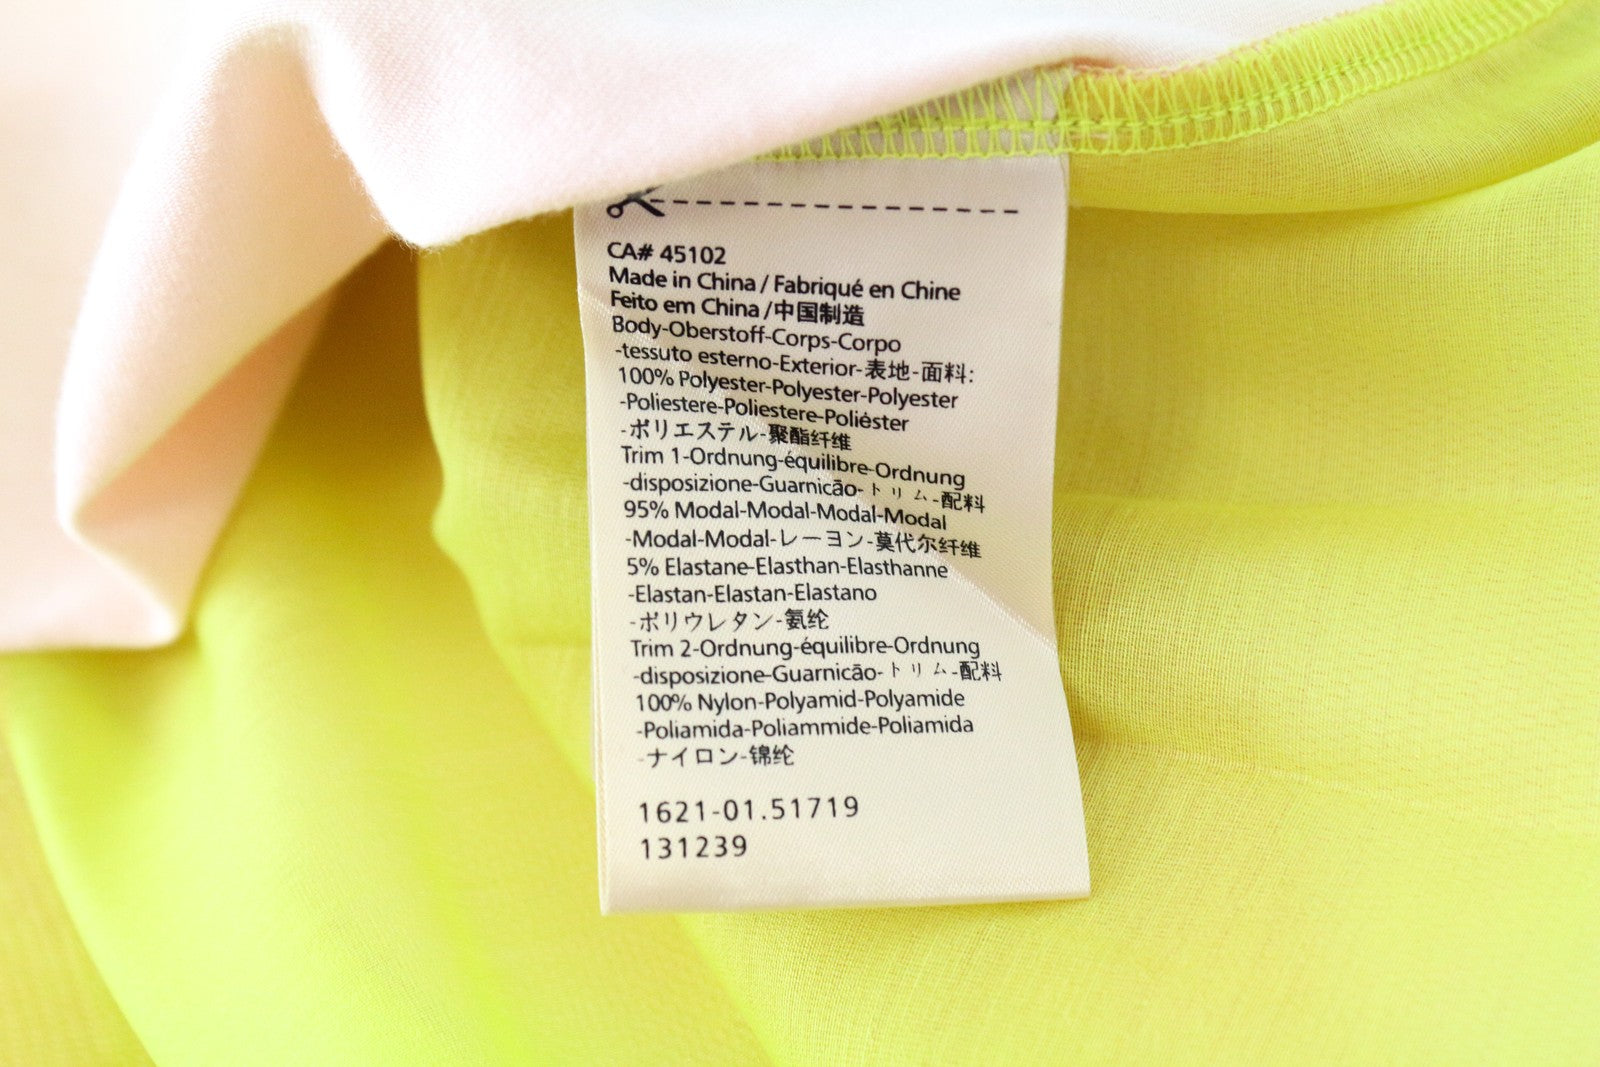 CA# 45102
Made in China / Fabriqué en Chine
Feito em China /中国制造
Body-Oberstoff-Corps-Corpo
-tessuto esterno-Exterior-表地-面料:
100% Polyester-Polyester-Polyester
-Poliestere-Poliestere-Poliéster
-ポリエステル-聚酯纤维
Trim 1-Ordnung-équilibre-Ordnung
-disposizione-Guarnicão-トリム-配料
95% Modal-Modal-Modal-Modal
-Modal-Modal-レーヨン-莫代尔纤维
5% Elastane-Elasthan-Elasthanne
-Elastan-Elastan-Elastano
-ポリウレタン-氨纶
Trim 2-Ordnung-équilibre-Ordnung
-disposizione-Guarnicão-トリム-配料
100% Nylon-Polyamid-Polyamide
-Poliamida-Poliammide-Poliamida
-ナイロン-锦纶
1621-01.51719
131239